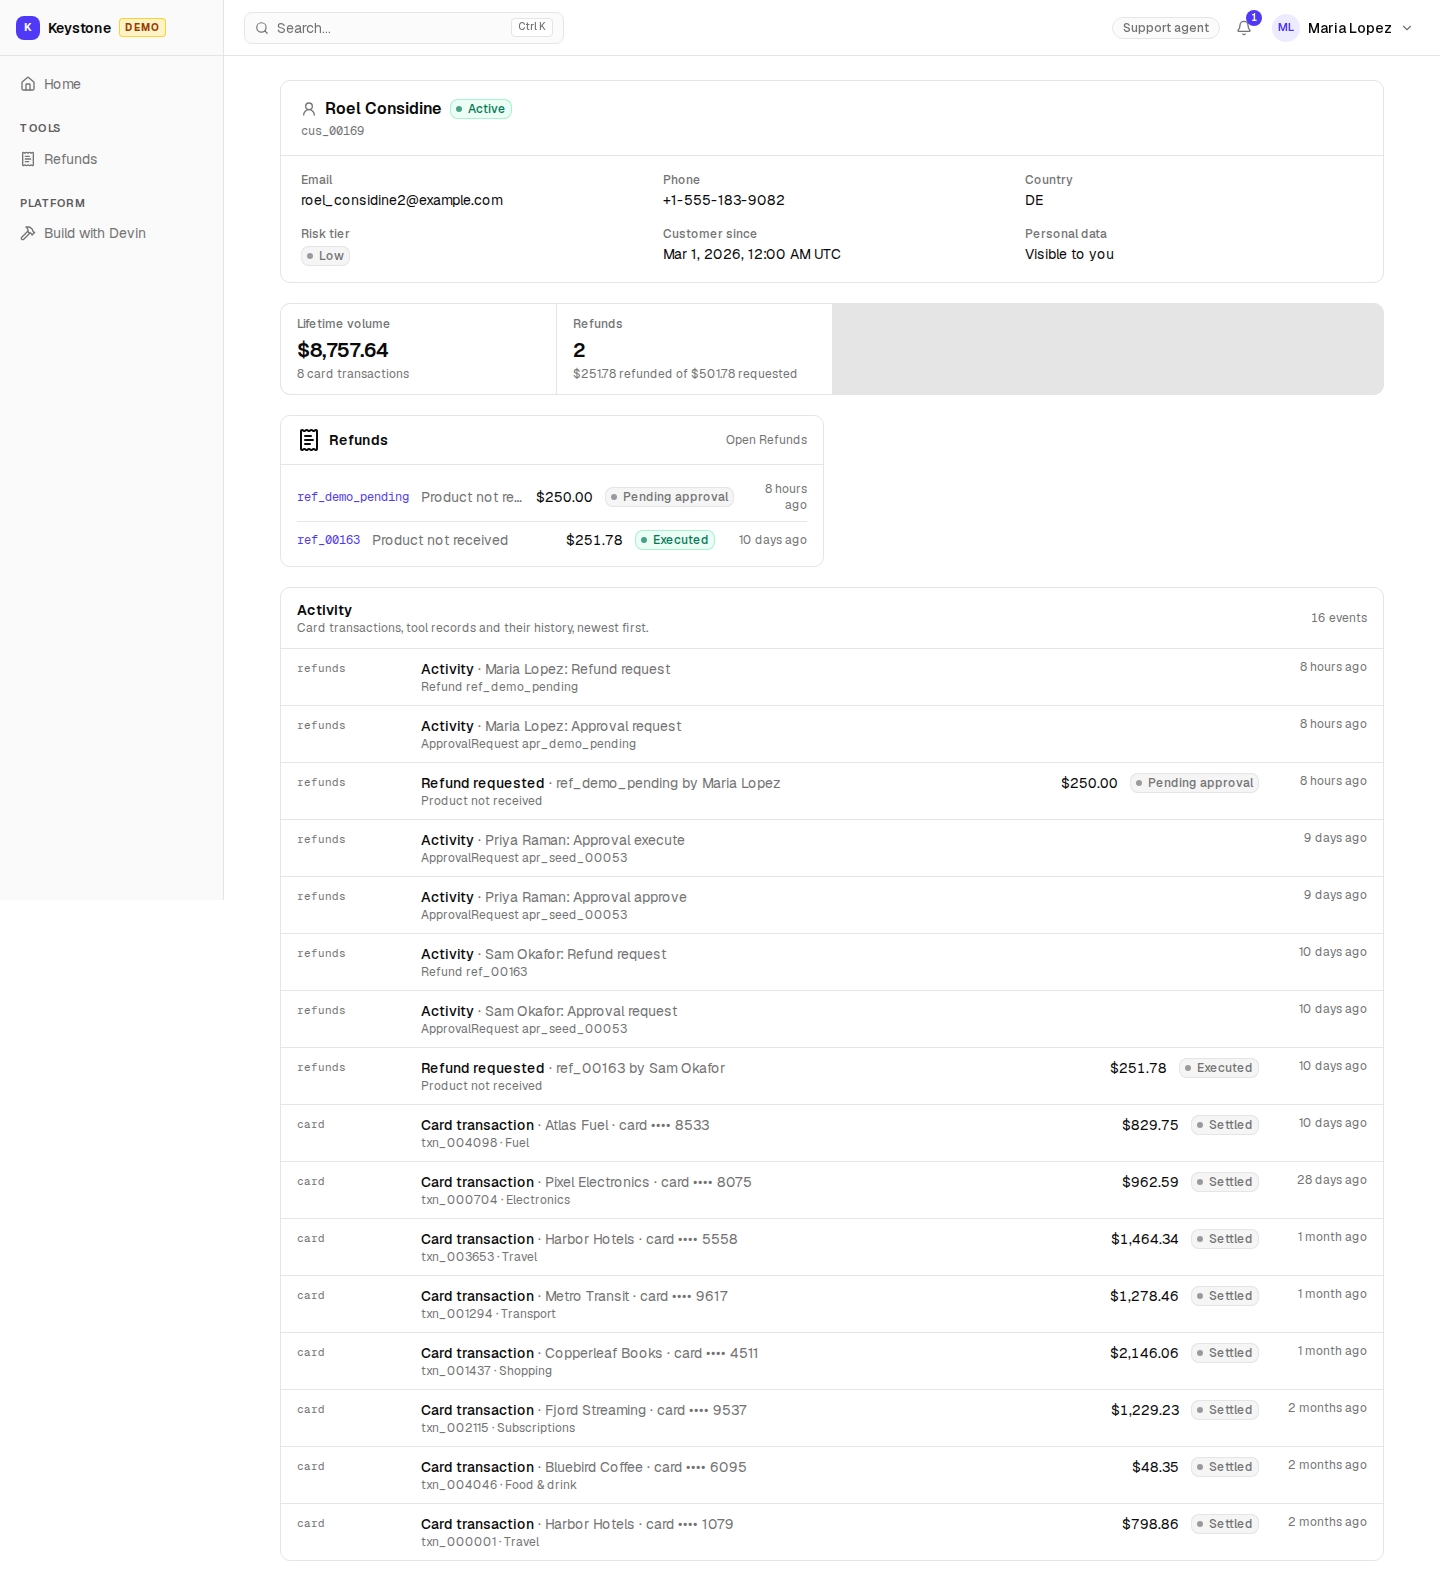 K Keystone DEMO
Search... Ctrl K
Support agent
1
ML Maria Lopez
Home
TOOLS
Refunds
PLATFORM
Build with Devin
Roel Considine Active
cus_00169
Email Phone Country
roel_considine2@example.com +1-555-183-9082 DE
Risk tier Customer since Personal data
Low Mar 1, 2026, 12:00 AM UTC Visible to you
Lifetime volume
$8,757.64
8 card transactions
Refunds
2
$251.78 refunded of $501.78 requested
Refunds Open Refunds
ref_demo_pending Product not re… $250.00 Pending approval 8 hours
ago
ref_00163 Product not received $251.78 Executed 10 days ago
Activity
Card transactions, tool records and their history, newest first.
16 events
refunds Activity · Maria Lopez: Refund request 8 hours ago
Refund ref_demo_pending
refunds Activity · Maria Lopez: Approval request 8 hours ago
ApprovalRequest apr_demo_pending
refunds Refund requested · ref_demo_pending by Maria Lopez $250.00 Pending approval 8 hours ago
Product not received
refunds Activity · Priya Raman: Approval execute 9 days ago
ApprovalRequest apr_seed_00053
refunds Activity · Priya Raman: Approval approve 9 days ago
ApprovalRequest apr_seed_00053
refunds Activity · Sam Okafor: Refund request 10 days ago
Refund ref_00163
refunds Activity · Sam Okafor: Approval request 10 days ago
ApprovalRequest apr_seed_00053
refunds Refund requested · ref_00163 by Sam Okafor $251.78 Executed 10 days ago
Product not received
card Card transaction · Atlas Fuel · card •••• 8533 $829.75 Settled 10 days ago
txn_004098 · Fuel
card Card transaction · Pixel Electronics · card •••• 8075 $962.59 Settled 28 days ago
txn_000704 · Electronics
card Card transaction · Harbor Hotels · card •••• 5558 $1,464.34 Settled 1 month ago
txn_003653 · Travel
card Card transaction · Metro Transit · card •••• 9617 $1,278.46 Settled 1 month ago
txn_001294 · Transport
card Card transaction · Copperleaf Books · card •••• 4511 $2,146.06 Settled 1 month ago
txn_001437 · Shopping
card Card transaction · Fjord Streaming · card •••• 9537 $1,229.23 Settled 2 months ago
txn_002115 · Subscriptions
card Card transaction · Bluebird Coffee · card •••• 6095 $48.35 Settled 2 months ago
txn_004046 · Food & drink
card Card transaction · Harbor Hotels · card •••• 1079 $798.86 Settled 2 months ago
txn_000001 · Travel